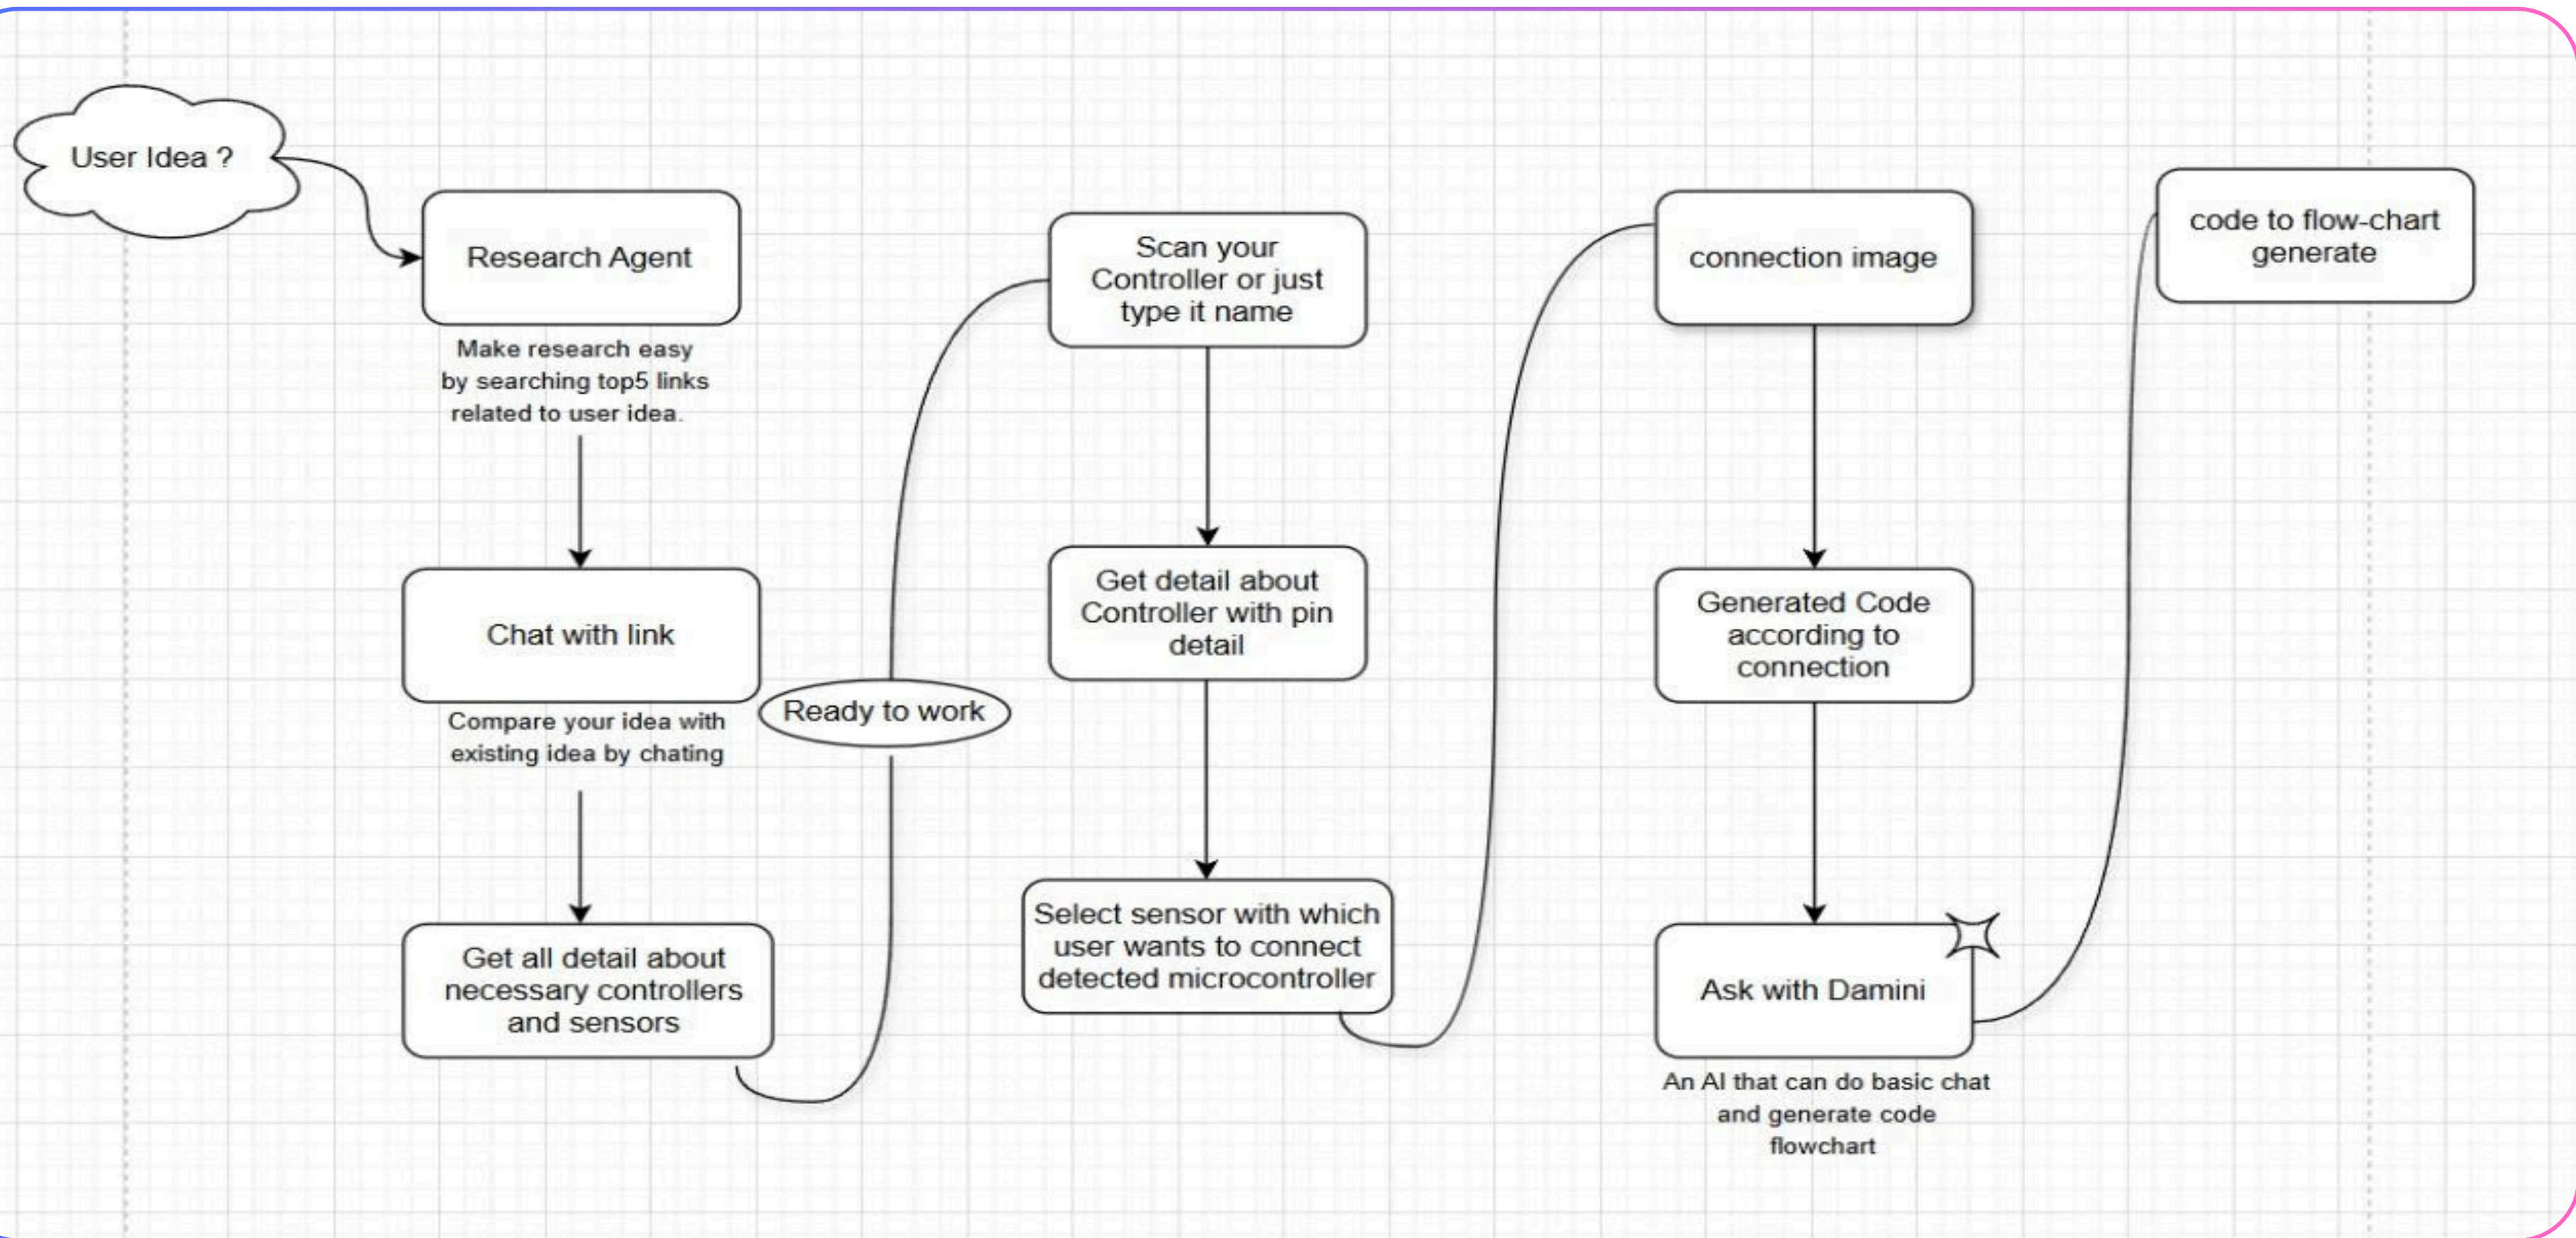 User Idea ?
Research Agent
Make research easy
by searching top5 links
related to user idea.
Chat with link
Compare your idea with
existing idea by chating
Get all detail about
necessary controllers
and sensors
Ready to work
Scan your
Controller or just
type it name
Get detail about
Controller with pin
detail
Select sensor with which
user wants to connect
detected microcontroller
connection image
Generated Code
according to
connection
Ask with Damini
An AI that can do basic chat
and generate code
flowchart
code to flow-chart
generate